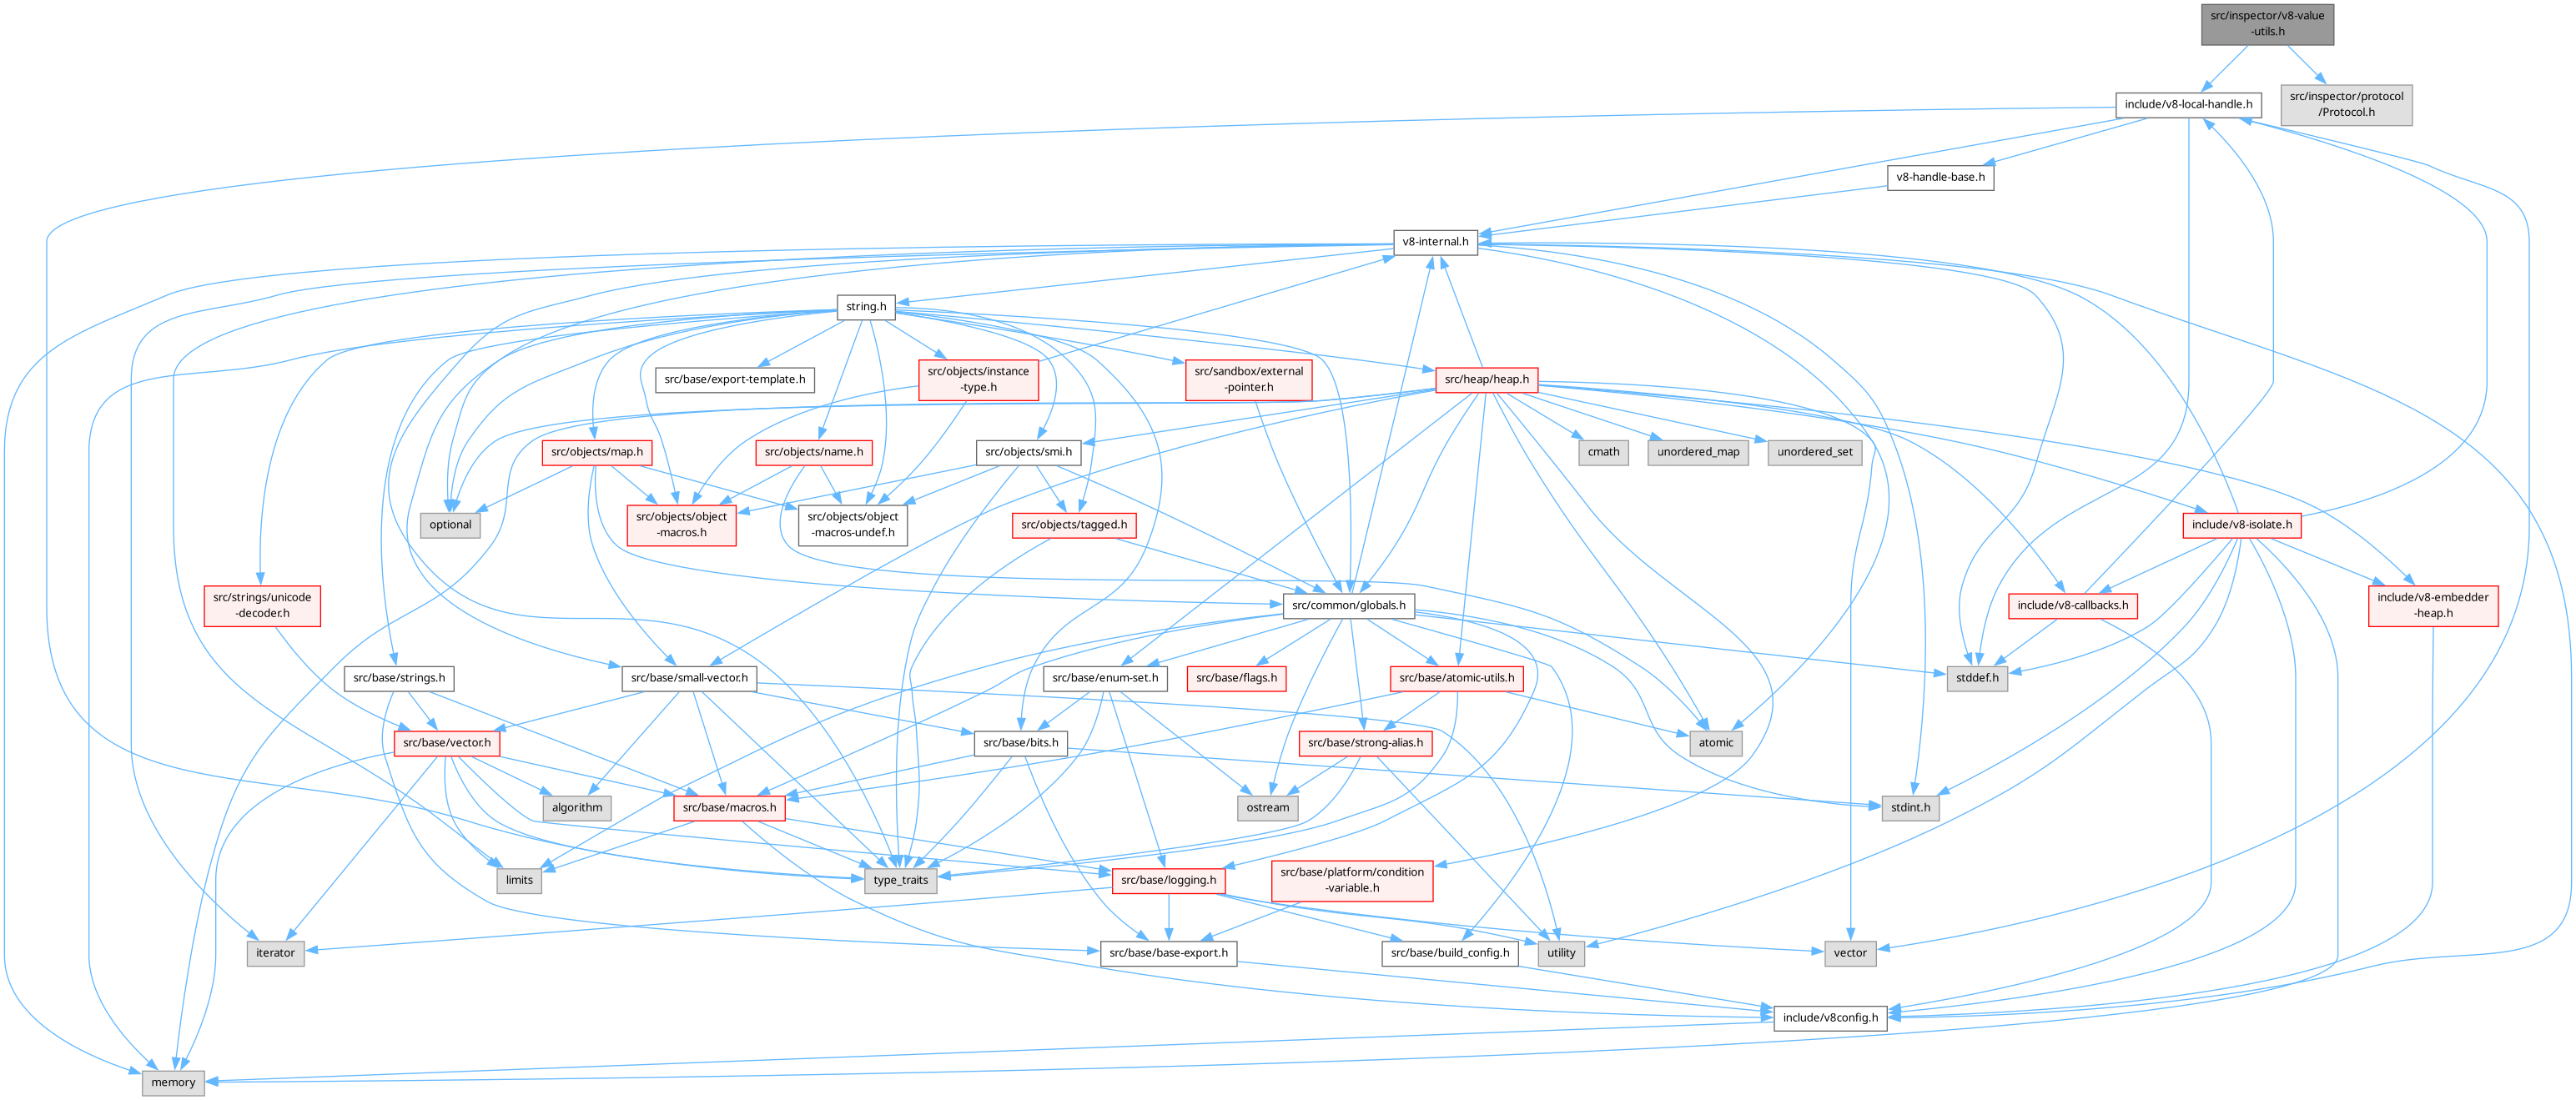 src/inspector/v8-value
-utils.h
include/v8-local-handle.h
src/inspector/protocol
/Protocol.h
v8-handle-base.h
v8-internal.h
string.h
src/base/export-template.h
src/objects/instance
-type.h
src/sandbox/external
-pointer.h
src/heap/heap.h
src/objects/map.h
src/objects/name.h
src/objects/smi.h
cmath
unordered_map
unordered_set
optional
src/objects/object
-macros.h
src/objects/object
-macros-undef.h
src/objects/tagged.h
include/v8-isolate.h
src/strings/unicode
-decoder.h
src/common/globals.h
include/v8-callbacks.h
include/v8-embedder
-heap.h
src/base/strings.h
src/base/small-vector.h
src/base/enum-set.h
src/base/flags.h
src/base/atomic-utils.h
stddef.h
src/base/vector.h
src/base/bits.h
src/base/strong-alias.h
atomic
algorithm
src/base/macros.h
ostream
stdint.h
limits
type_traits
src/base/logging.h
src/base/platform/condition
-variable.h
iterator
src/base/base-export.h
src/base/build_config.h
utility
vector
include/v8config.h
memory